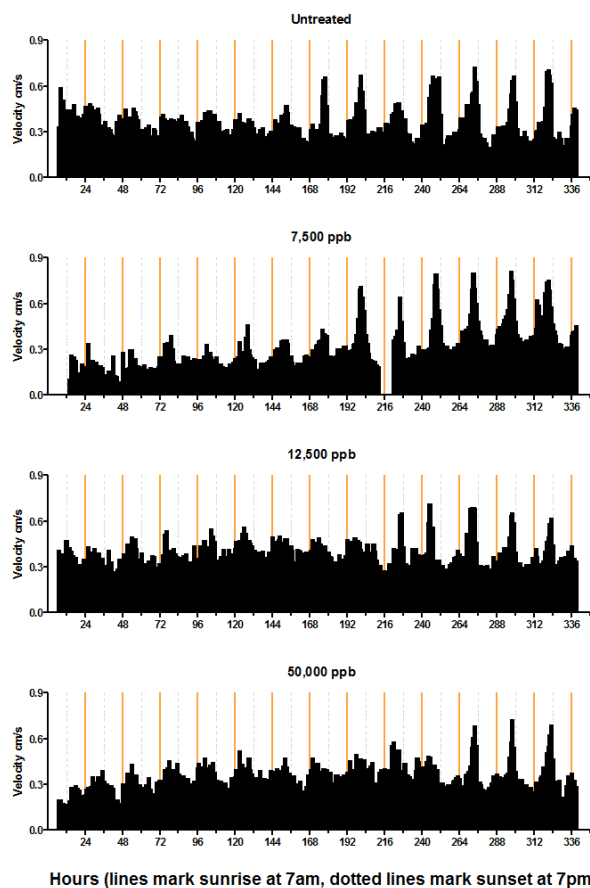 Untreated
0.9
0.6
0.3
0.0
Velocity cm/s
24 48 72 96 120 144 168 192 216 240 264 288 312 336
7,500 ppb
0.9
0.6
0.3
0.0
Velocity cm/s
24 48 72 96 120 144 168 192 216 240 264 288 312 336
12,500 ppb
0.9
0.6
0.3
0.0
Velocity cm/s
24 48 72 96 120 144 168 192 216 240 264 288 312 336
50,000 ppb
0.9
0.6
0.3
0.0
Velocity cm/s
24 48 72 96 120 144 168 192 216 240 264 288 312 336
Hours (lines mark sunrise at 7am, dotted lines mark sunset at 7pm